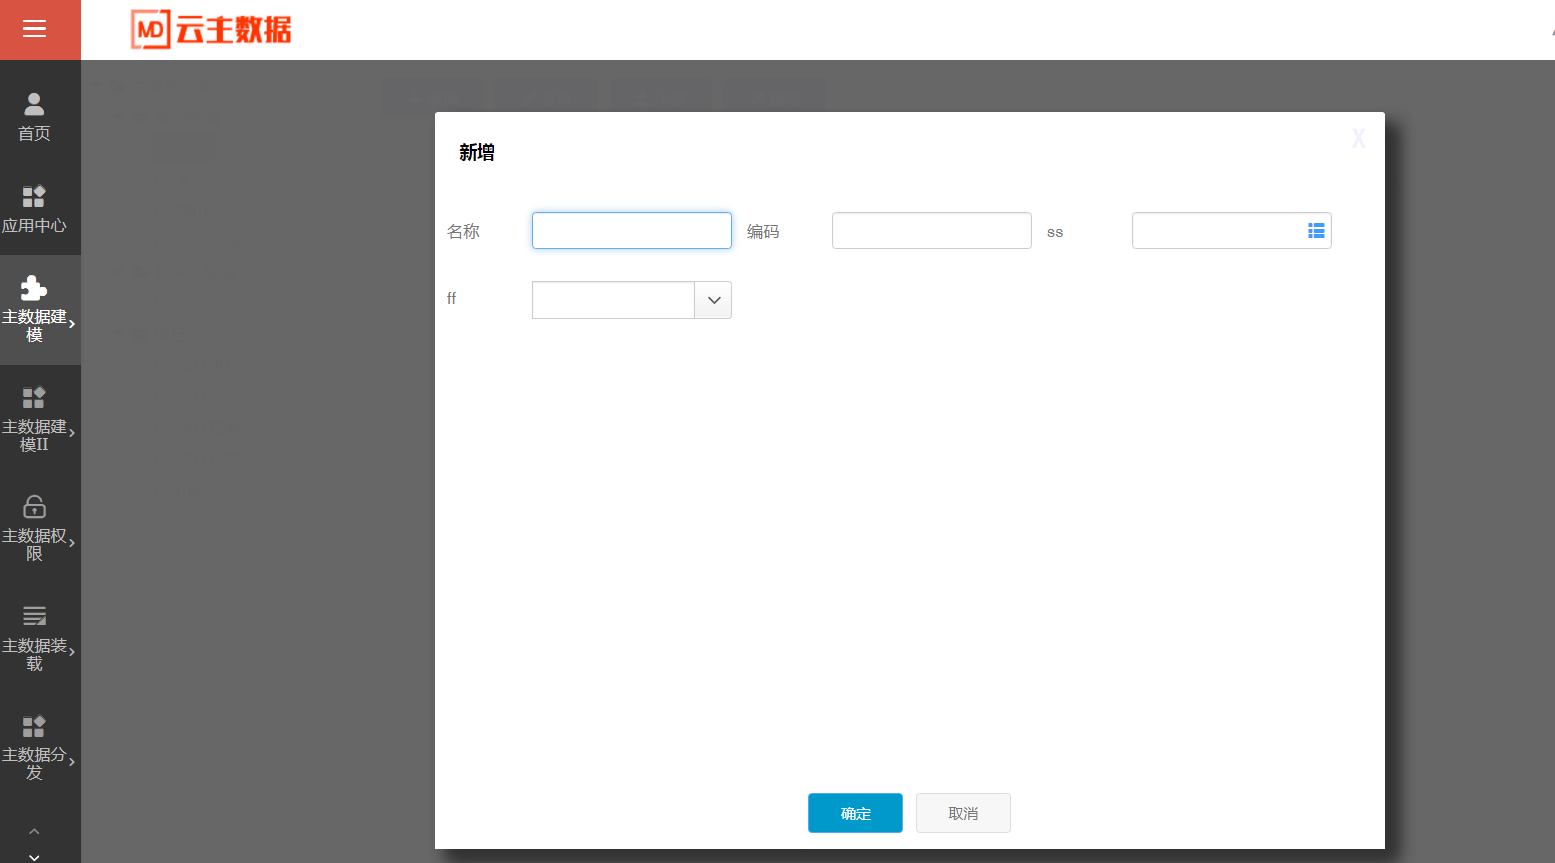 MD 云主数据
首页
应用中心
主数据建
模
主数据建
模II
主数据权
限
主数据装
载
主数据分
发
新增
X
名称
编码
ss
ff
确定
取消